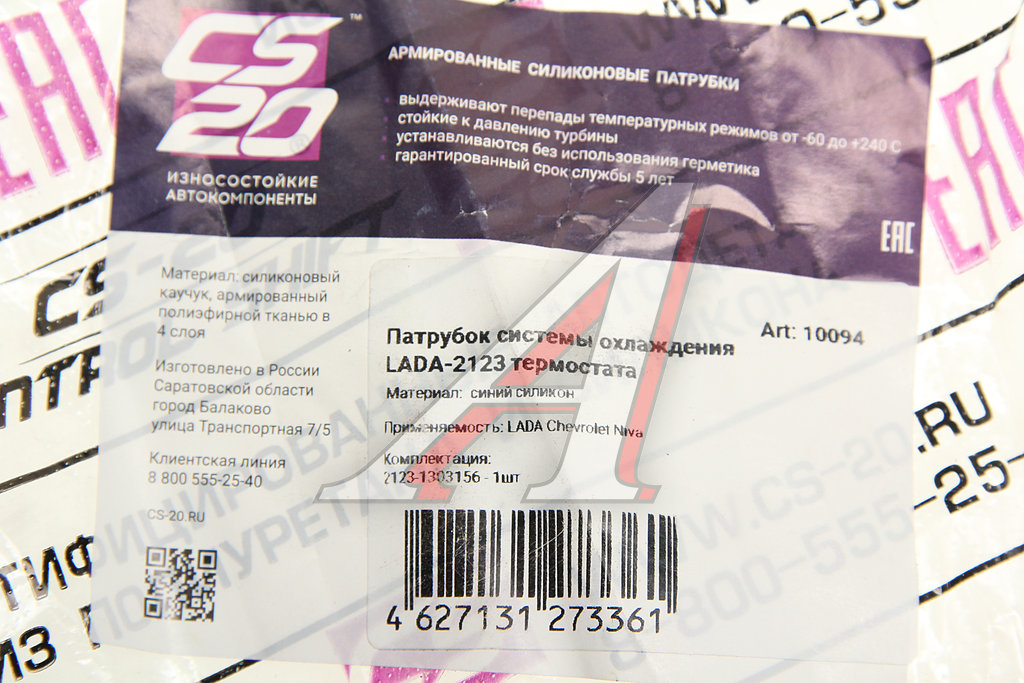 CS
20
™
ИЗНОСОСТОЙКИЕ
АВТОКОМПОНЕНТЫ
АРМИРОВАННЫЕ СИЛИКОНОВЫЕ ПАТРУБКИ
выдерживают перепады температурных режимов от -60 до +240 С
стойкие к давлению турбины
устанавливаются без использования герметика
гарантированный срок службы 5 лет
EAC
Материал: силиконовый
каучук, армированный
полиэфирной тканью в
4 слоя
Изготовлено в России
Саратовской области
город Балаково
улица Транспортная 7/5
Клиентская линия
8 800 555-25-40
CS-20.RU
Патрубок системы охлаждения
LADA-2123 термостата
Art: 10094
Материал: синий силикон
Применяемость: LADA Chevrolet Niva
Комплектация:
2123-1303156 - 1шт
4 627131 273361
WW.CS-20.RU
800-555-25-